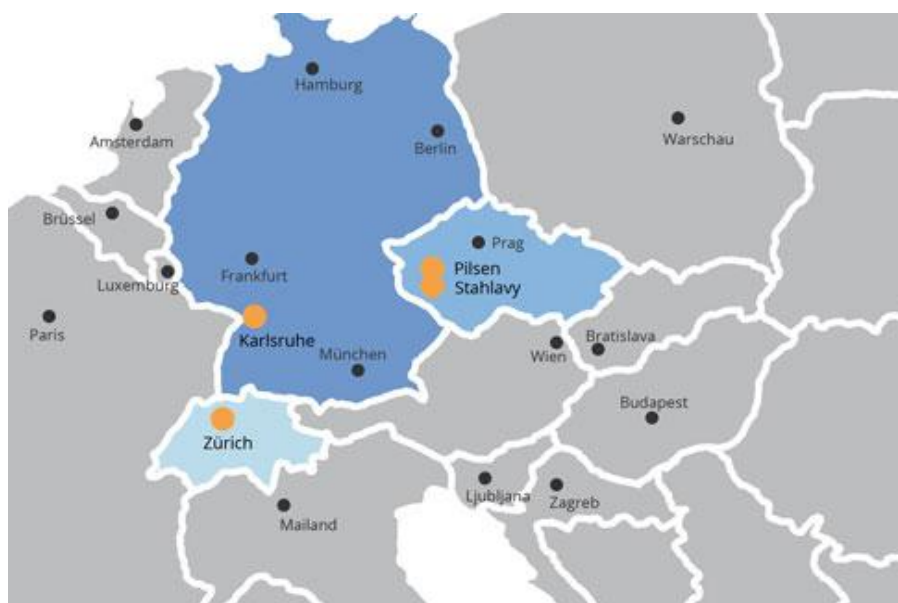 Hamburg
Amsterdam
Berlin
Warschau
Brüssel
Prag
Frankfurt
Pilsen
Luxemburg
Stahlavy
Paris
Karlsruhe
München
Wien
Bratislava
Budapest
Zürich
Ljubljana
Zagreb
Mailand